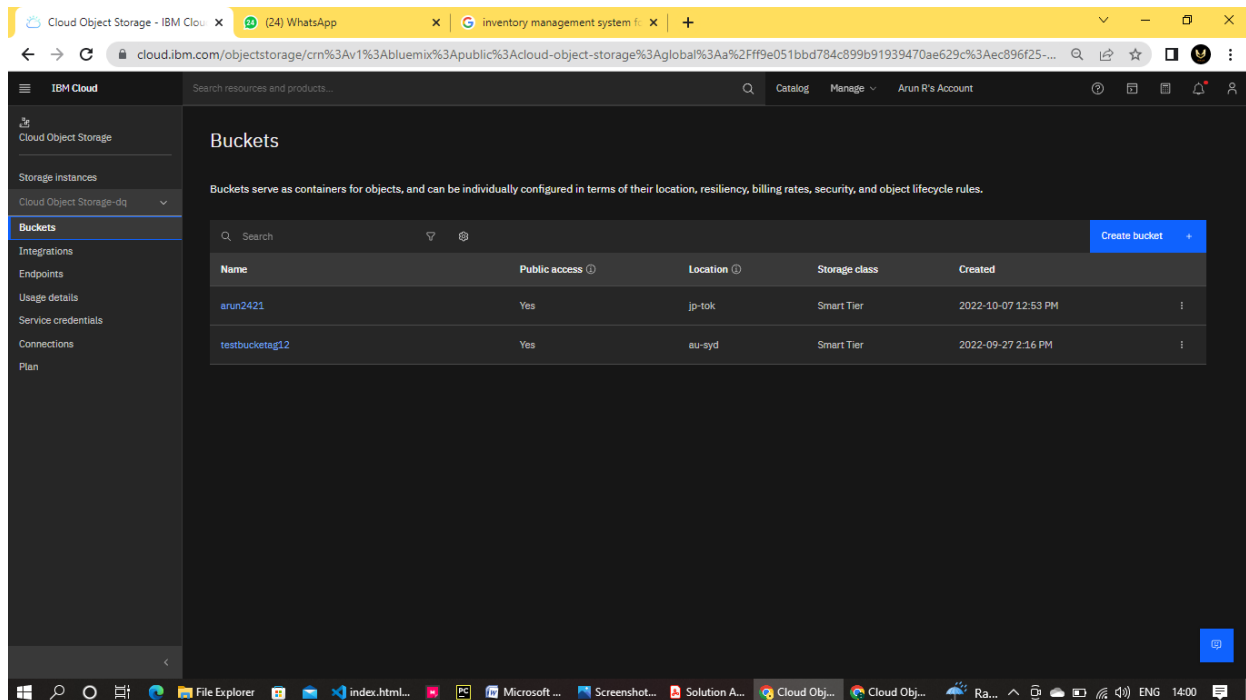 Cloud Object Storage - IBM Clou
(24) WhatsApp
inventory management system fo
cloud.ibm.com/objectstorage/crn%3Av1%3Abluemix%3Apublic%3Acloud-object-storage%3Aglobal%3Aa%2Fff9e051bbd784c899b91939470ae629c%3Aec896f25-...
IBM Cloud
Search resources and products...
Catalog
Manage
Arun R's Account
Cloud Object Storage
Storage instances
Cloud Object Storage-dq
Buckets
Integrations
Endpoints
Usage details
Service credentials
Connections
Plan
Buckets
Buckets serve as containers for objects, and can be individually configured in terms of their location, resiliency, billing rates, security, and object lifecycle rules.
Search
Create bucket +
Name Public access Location Storage class Created
arun2421 Yes jp-tok Smart Tier 2022-10-07 12:53 PM
testbucketag12 Yes au-syd Smart Tier 2022-09-27 2:16 PM
File Explorer index.html... PC Microsoft ... Screenshot... Solution A... Cloud Obj... Cloud Obj... Ra... ENG 14:00